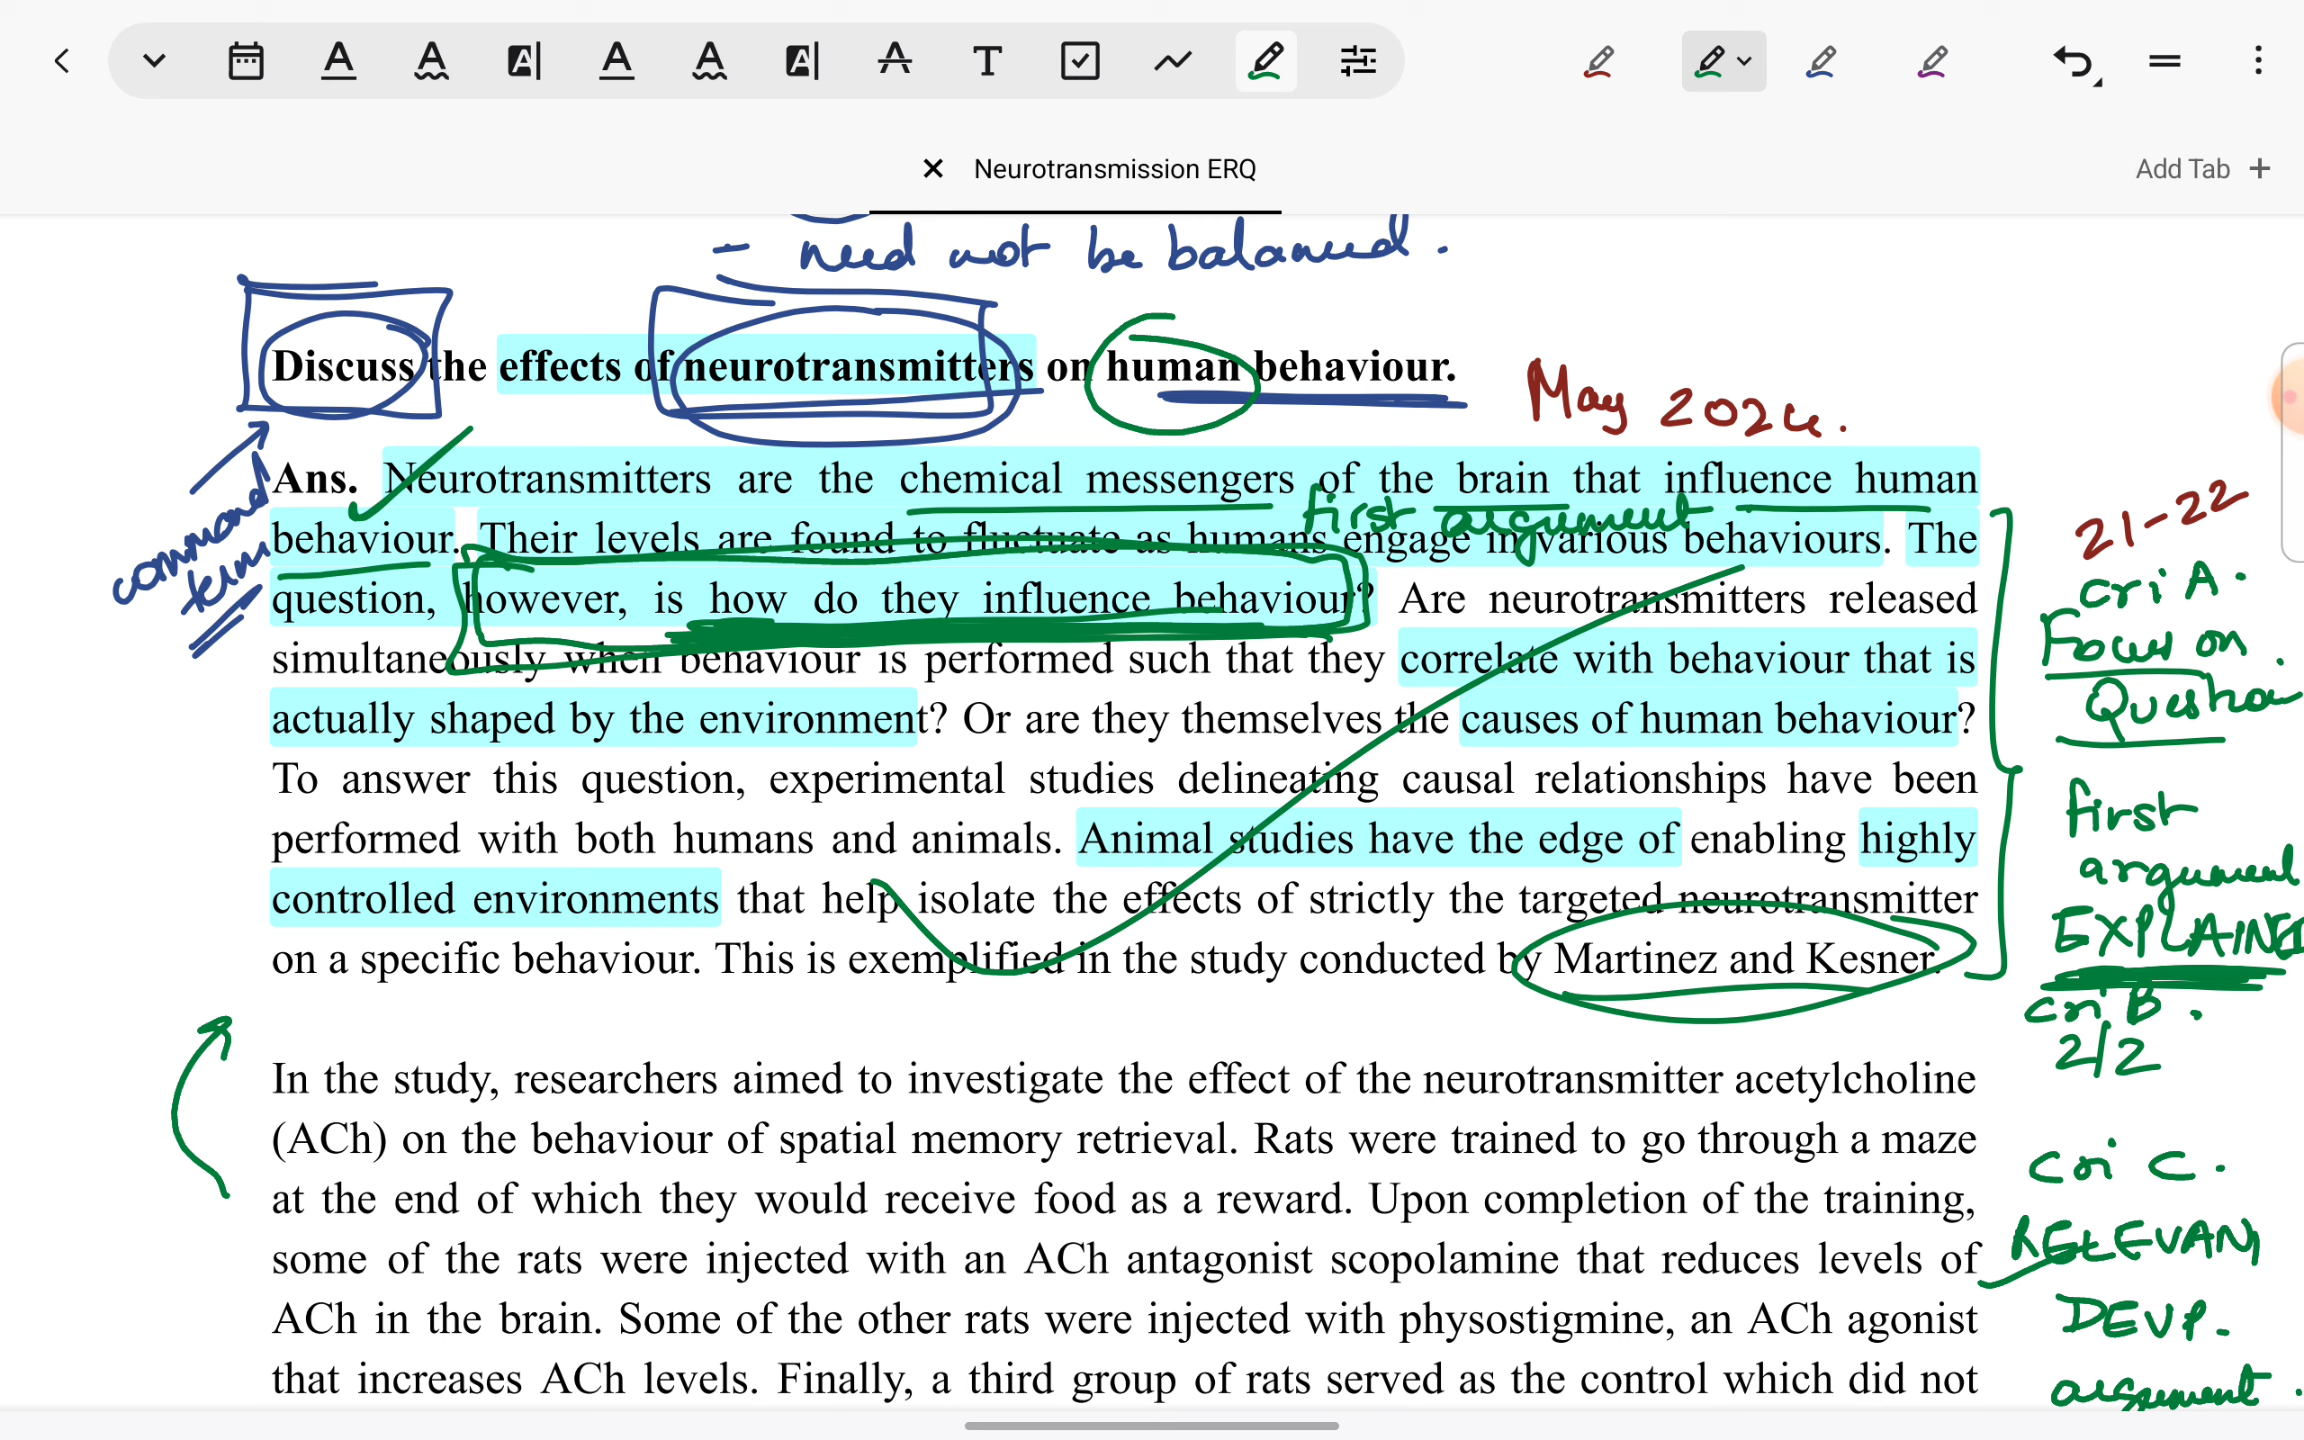 Neurotransmission ERQ
Add Tab +
- need not be balanced.
Discuss the effects of neurotransmitters on human behaviour.
May 2024.
Ans. Neurotransmitters are the chemical messengers of the brain that influence human
first argument
behaviour. Their levels are found to fluctuate as humans engage in various behaviours. The
question, however, is how do they influence behaviour? Are neurotransmitters released
simultaneously when behaviour is performed such that they correlate with behaviour that is
actually shaped by the environment? Or are they themselves the causes of human behaviour?
To answer this question, experimental studies delineating causal relationships have been
performed with both humans and animals. Animal studies have the edge of enabling highly
controlled environments that help isolate the effects of strictly the targeted neurotransmitter
on a specific behaviour. This is exemplified in the study conducted by Martinez and Kesner.
command
term
21-22
cri A.
Focus on
Question
first
argument
EXPLAINED
cri B.
2/2
In the study, researchers aimed to investigate the effect of the neurotransmitter acetylcholine
(ACh) on the behaviour of spatial memory retrieval. Rats were trained to go through a maze
at the end of which they would receive food as a reward. Upon completion of the training,
some of the rats were injected with an ACh antagonist scopolamine that reduces levels of
ACh in the brain. Some of the other rats were injected with physostigmine, an ACh agonist
that increases ACh levels. Finally, a third group of rats served as the control which did not
cri C.
RELEVANT
DEVP.
argument.